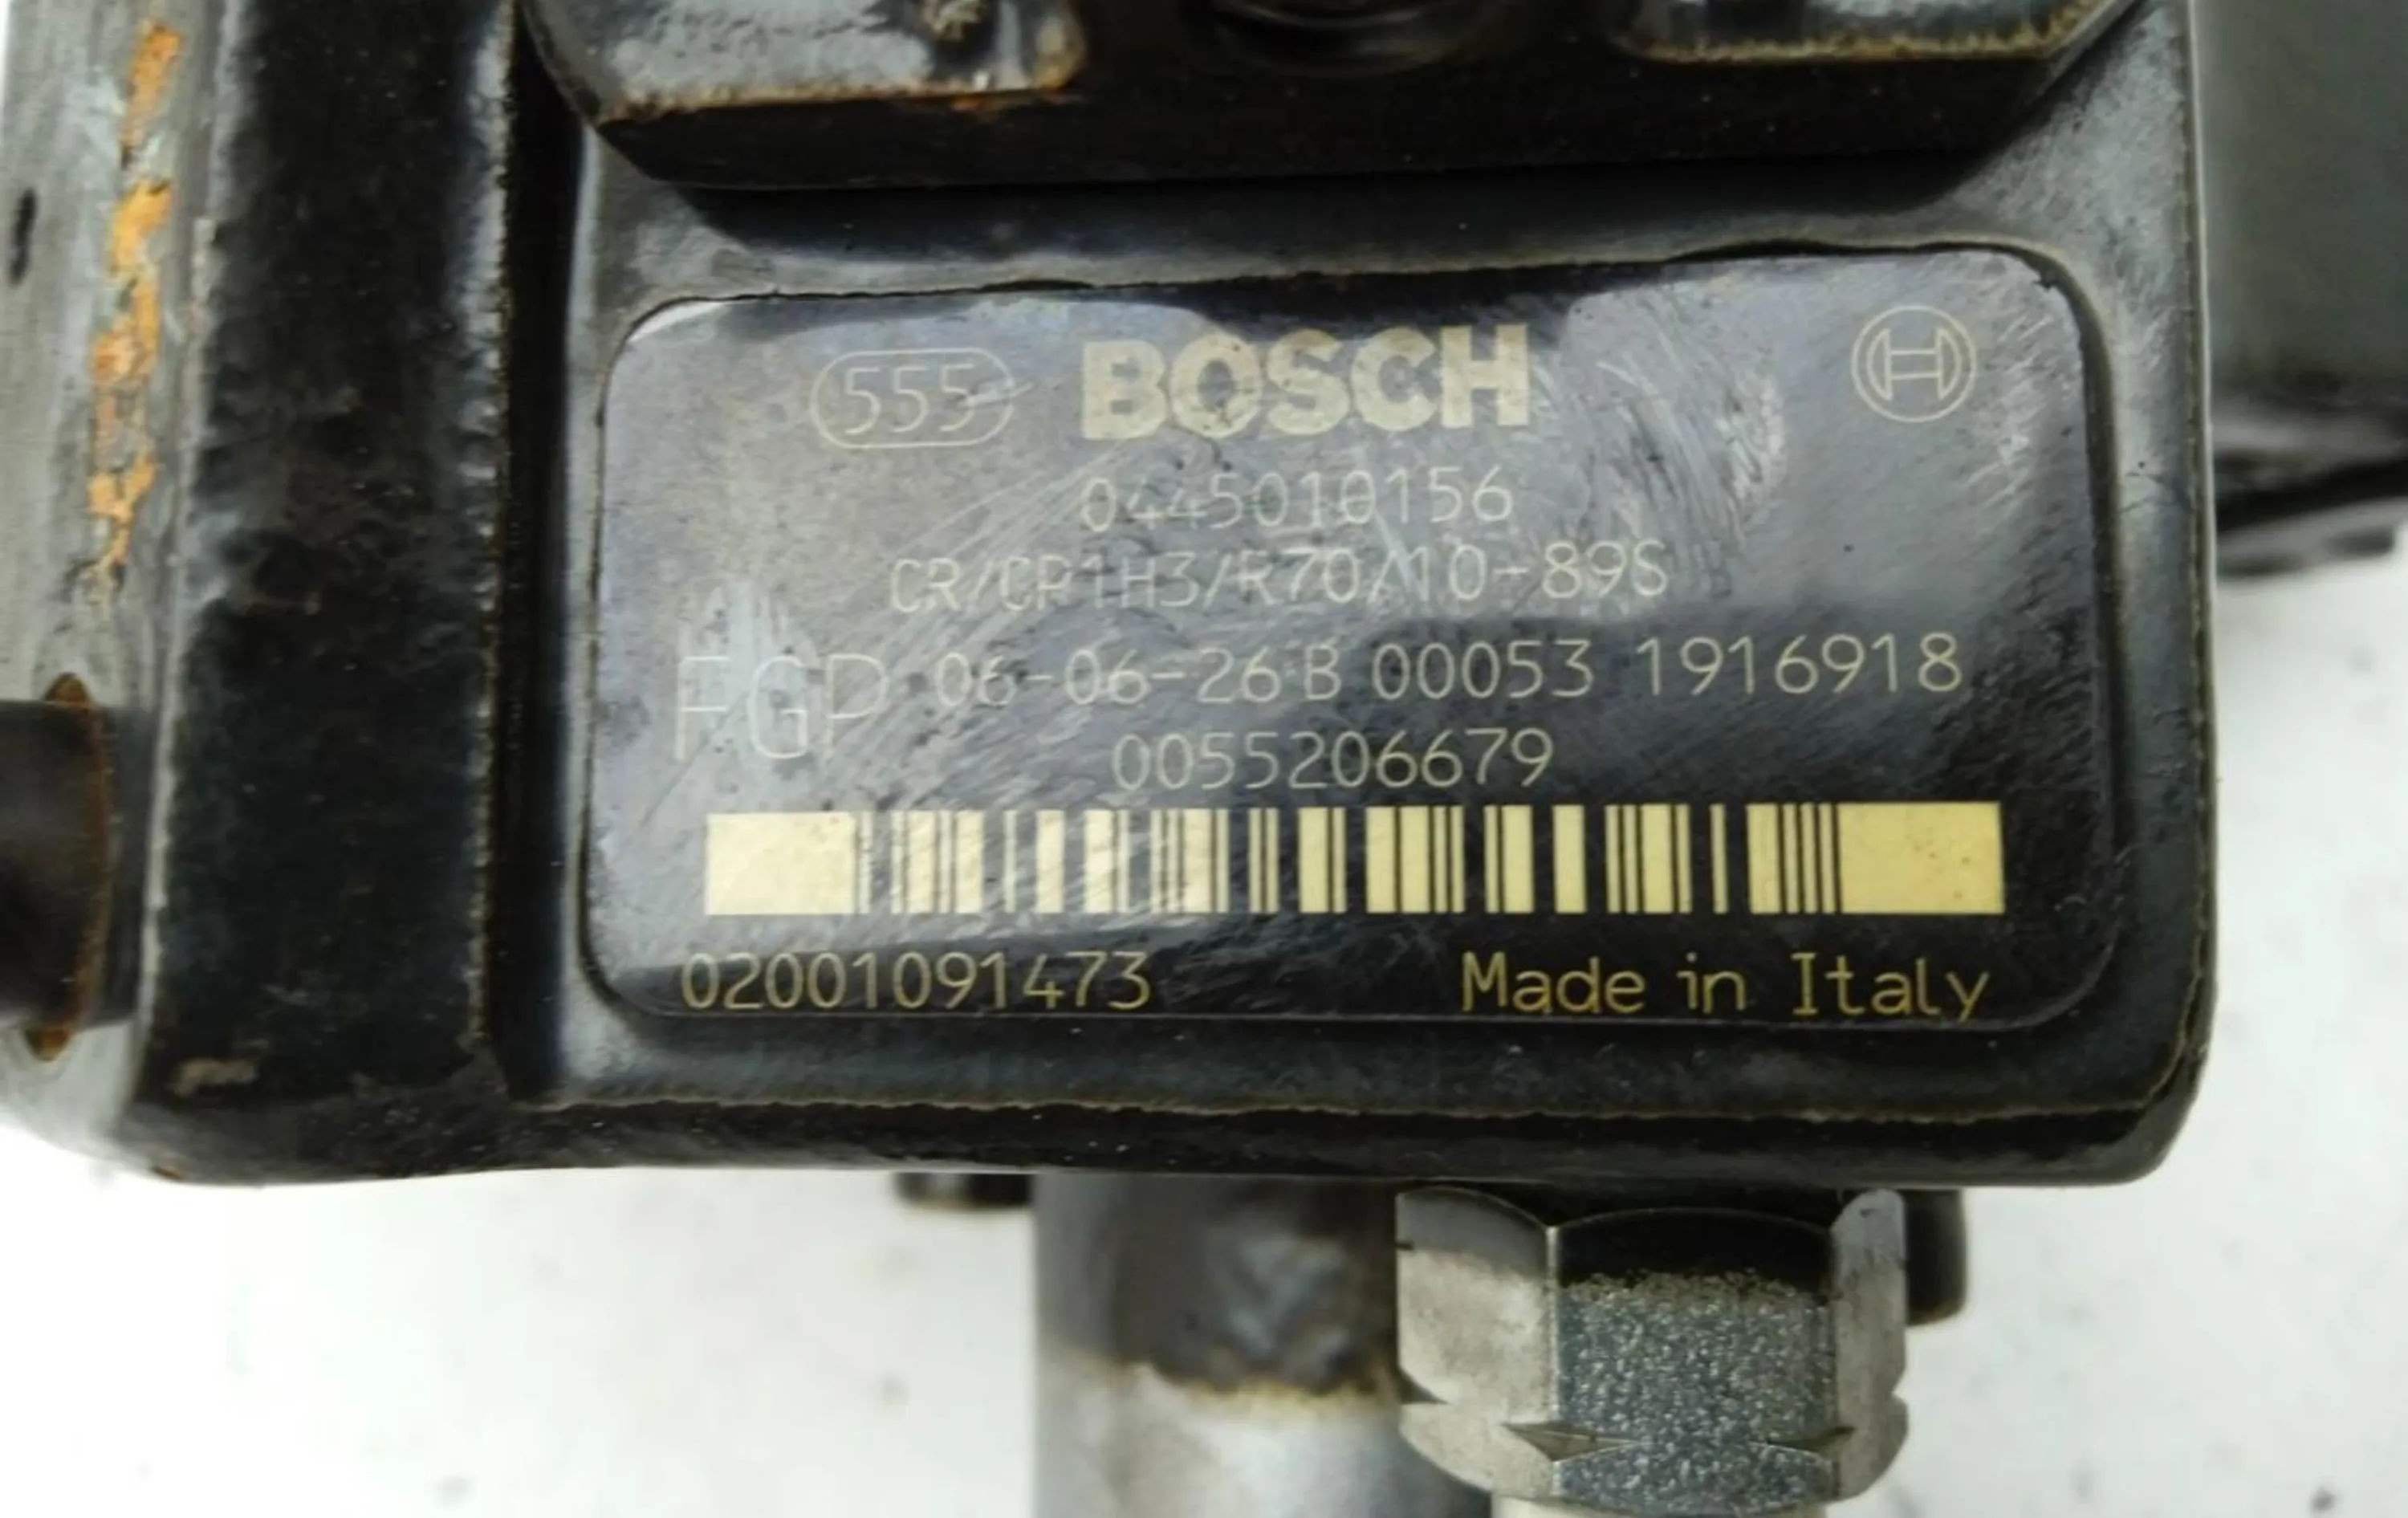 555 BOSCH
0445010156
CR/CP1H3/R70/10-89S
FGP 06-06-26 B 00053 1916918
0055206679
02001091473 Made in Italy